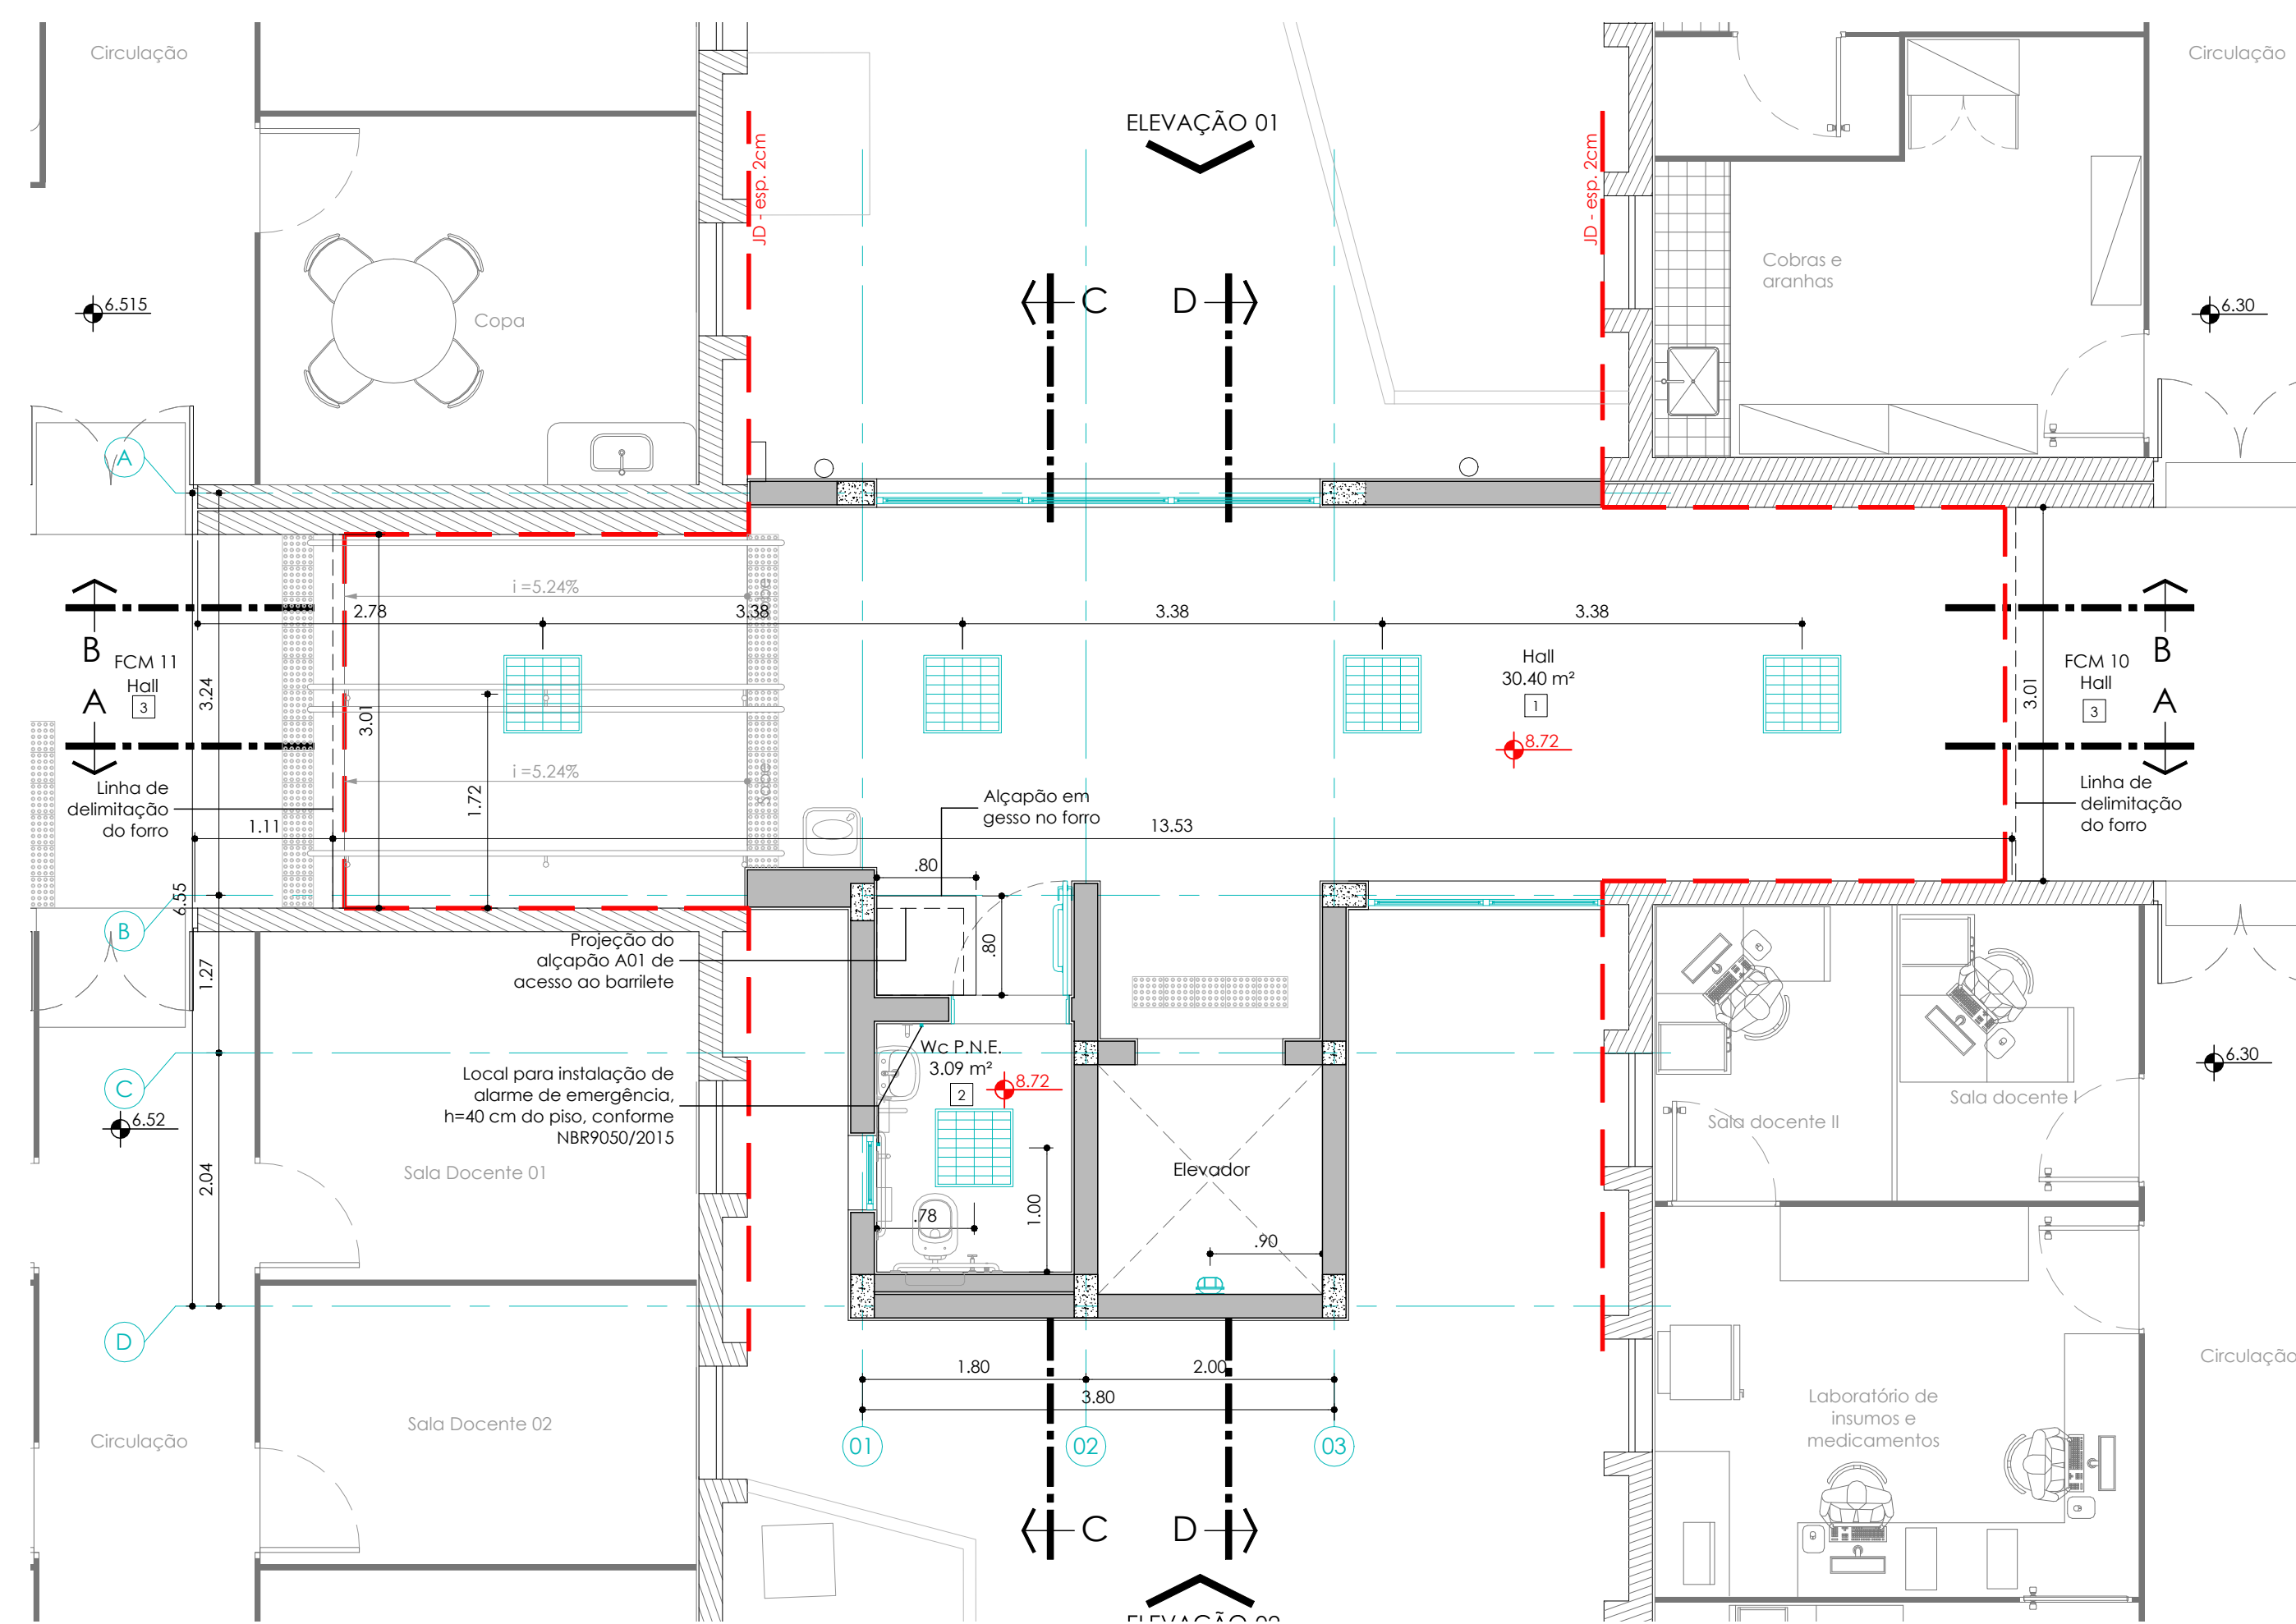 Circulação
Circulação
ELEVAÇÃO 01
JD - esp. 2cm
JD - esp. 2cm
Cobras e
aranhas
C
D
6.515
6.30
Copa
A
i =5.24%
2.78
3.38
3.38
3.38
sobe
B
FCM 11
Hall
3
A
3.24
3.01
Hall
30.40 m²
1
8.72
3.01
FCM 10
Hall
3
B
A
i =5.24%
sobe
1.72
Linha de
delimitação
do forro
1.11
Alçapão em
gesso no forro
13.53
Linha de
delimitação
do forro
.80
6.55
B
Projeção do
alçapão A01 de
acesso ao barrilete
.80
1.27
Wc P.N.E.
3.09 m²
2
8.72
C
6.52
Local para instalação de
alarme de emergência,
h=40 cm do piso, conforme
NBR9050/2015
6.30
Sala docente I
Sala docente II
Sala Docente 01
2.04
Elevador
1.00
.78
.90
D
1.80
2.00
3.80
Circulação
Sala Docente 02
Laboratório de
insumos e
medicamentos
Circulação
01
02
03
C
D
ELEVAÇÃO 02